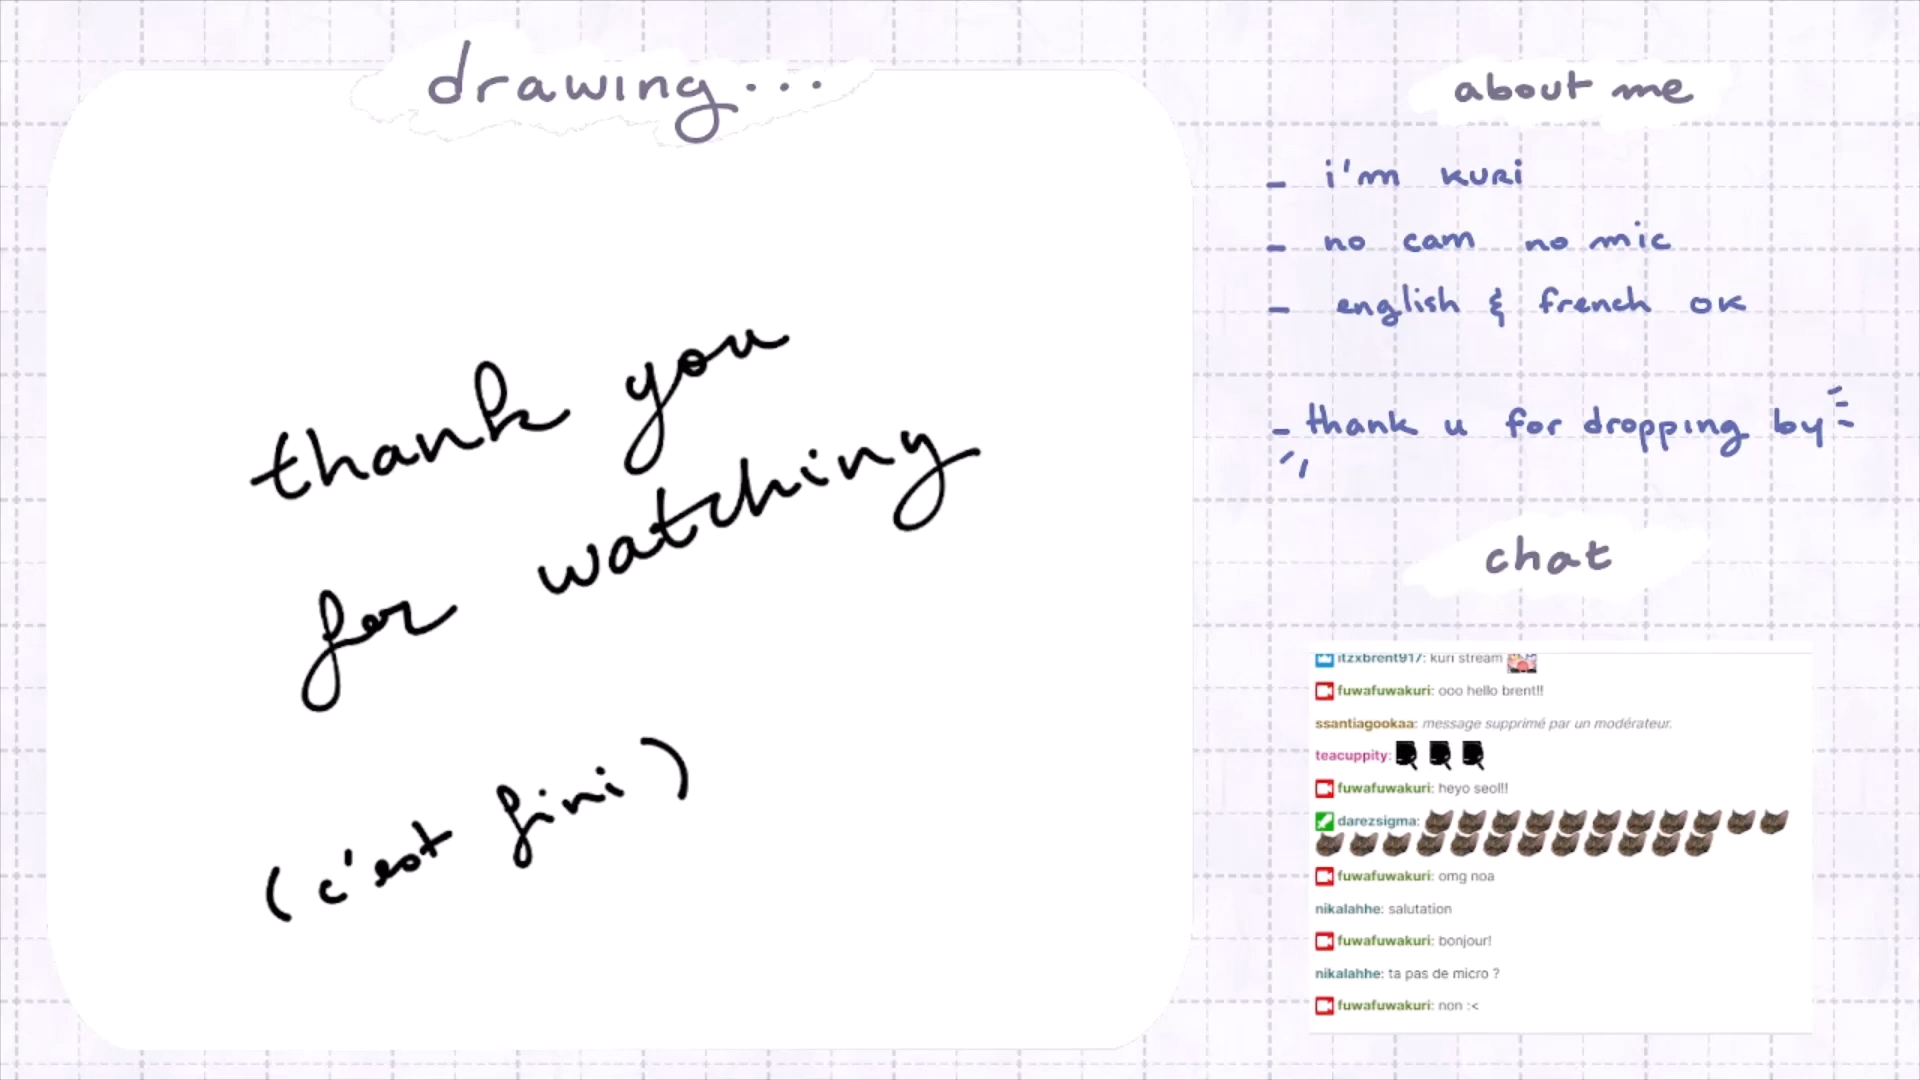 drawing...
thank you
for watching
(c'est fini)
about me
- i'm kuri
- no cam no mic
- english & french ok
- thank u for dropping by
chat
itzxbrent917: kuri stream
fuwafuwakuri: ooo hello brent!!
ssantiagookaa: message supprimé par un modérateur.
teacuppity:
fuwafuwakuri: heyo seol!!
darezsigma:
fuwafuwakuri: omg noa
nikalahhe: salutation
fuwafuwakuri: bonjour!
nikalahhe: ta pas de micro ?
fuwafuwakuri: non :<